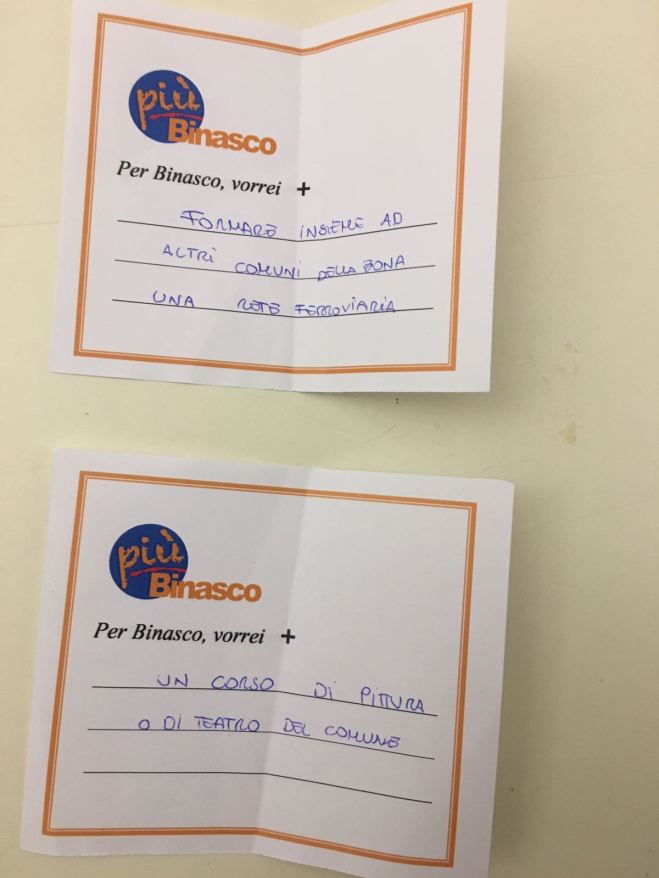 più
Binasco
Per Binasco, vorrei +
FORMARE INSIEME AD
ALTRI COMUNI DELLA ZONA
UNA RETE FERROVIARIA
più
Binasco
Per Binasco, vorrei +
UN CORSO DI PITTURA
O DI TEATRO DEL COMUNE